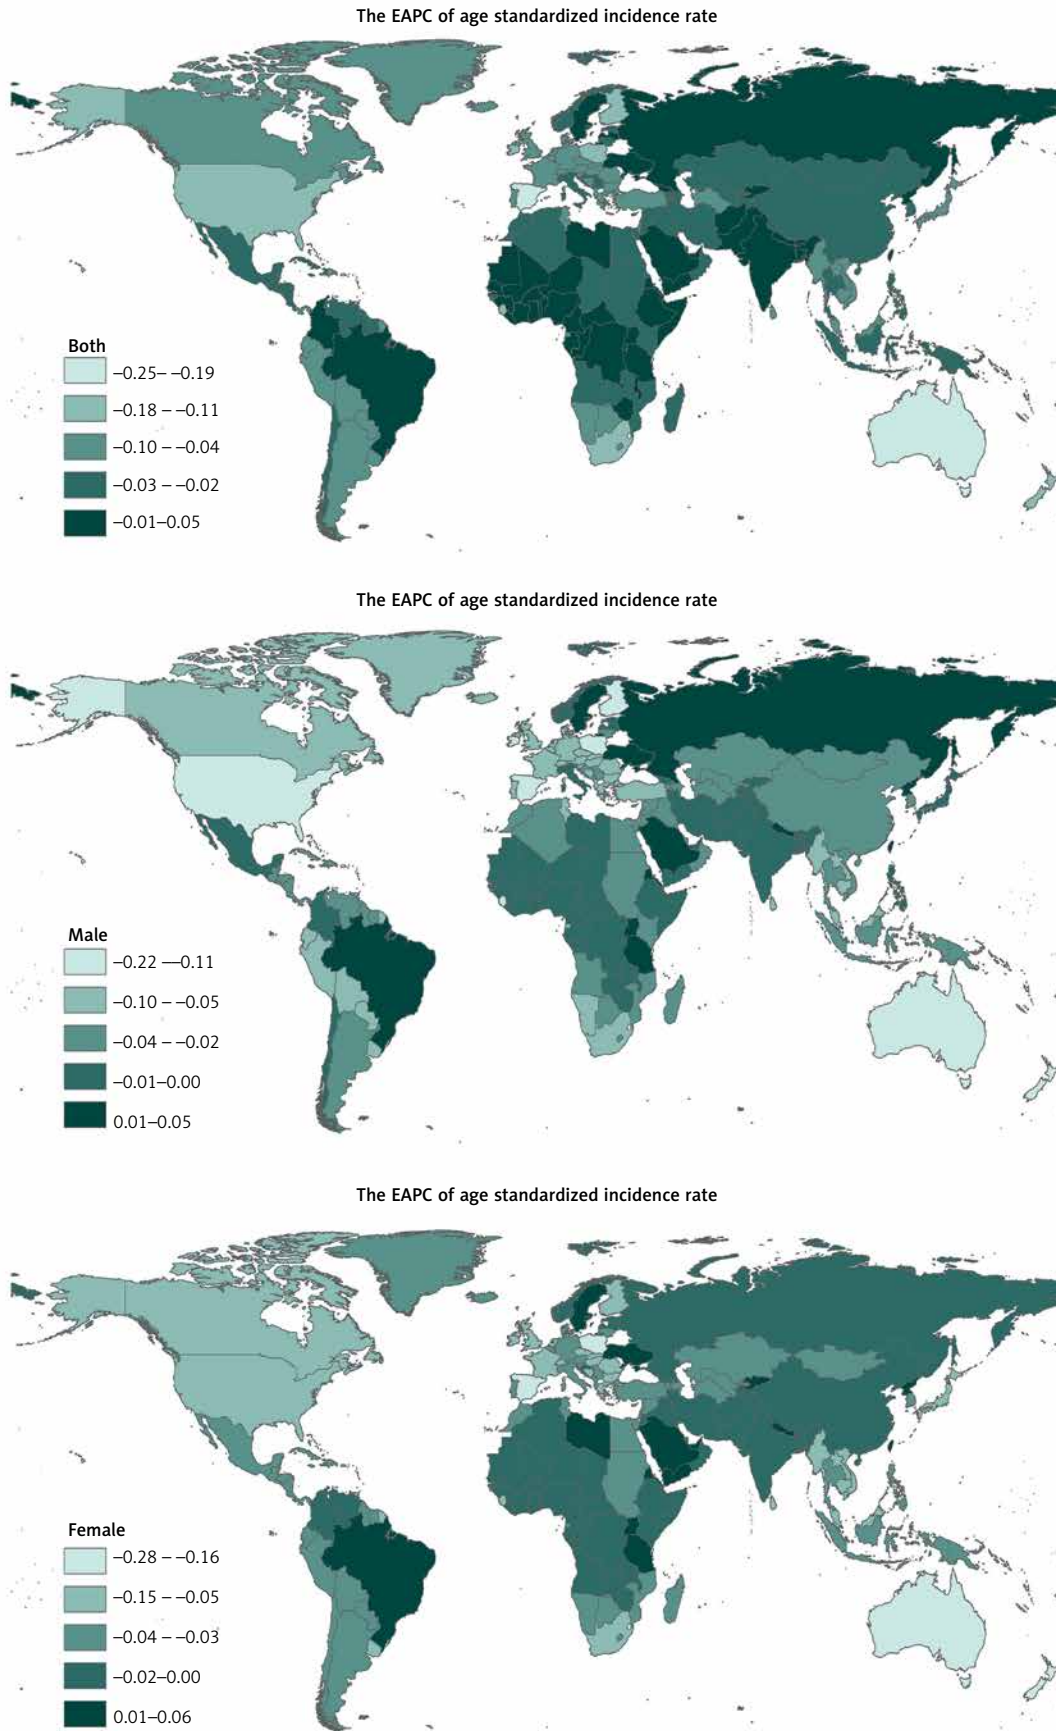 The EAPC of age standardized incidence rate
Both
–0.25– –0.19
–0.18 – –0.11
–0.10 – –0.04
–0.03 – –0.02
–0.01–0.05
The EAPC of age standardized incidence rate
Male
–0.22 –– 0.11
–0.10 – –0.05
–0.04 – –0.02
–0.01–0.00
0.01–0.05
The EAPC of age standardized incidence rate
Female
–0.28 – –0.16
–0.15 – –0.05
–0.04 – –0.03
–0.02–0.00
0.01–0.06